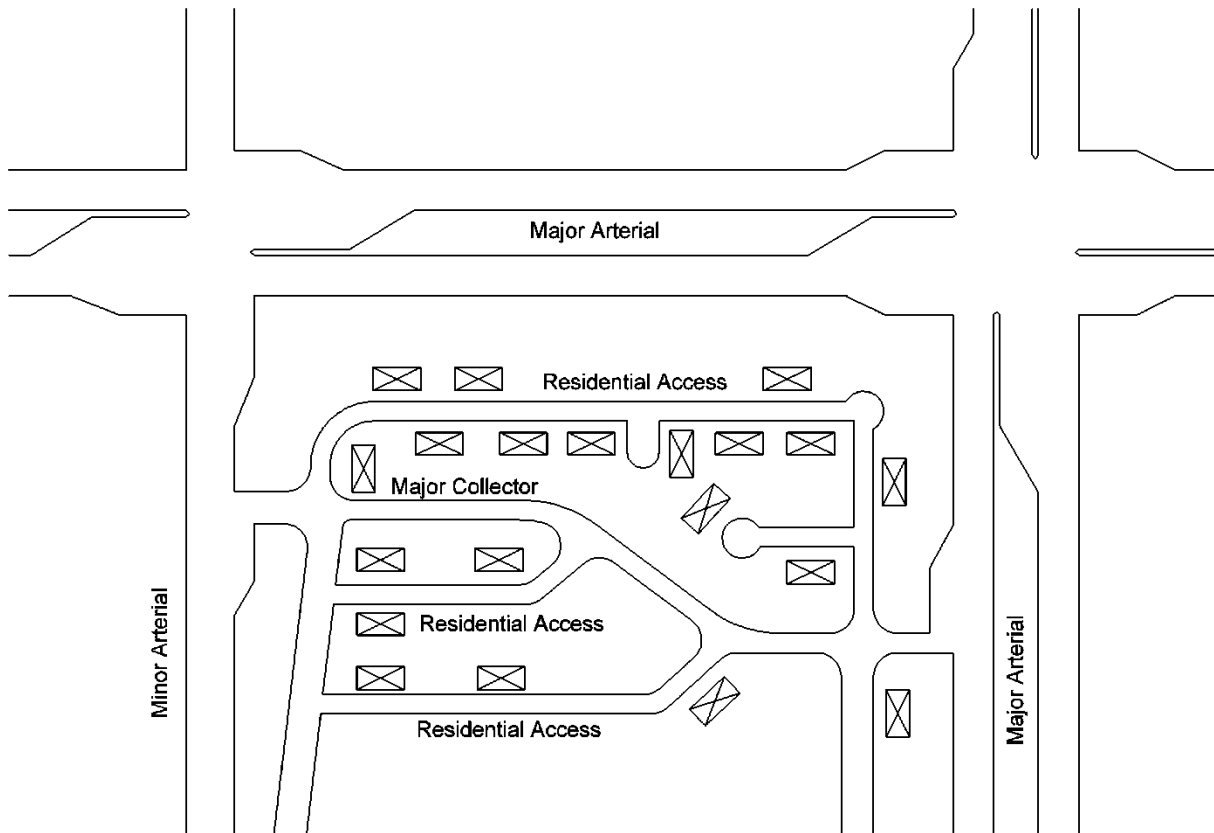 Major Arterial
Residential Access
Major Collector
Residential Access
Minor Arterial
Major Arterial
Residential Access